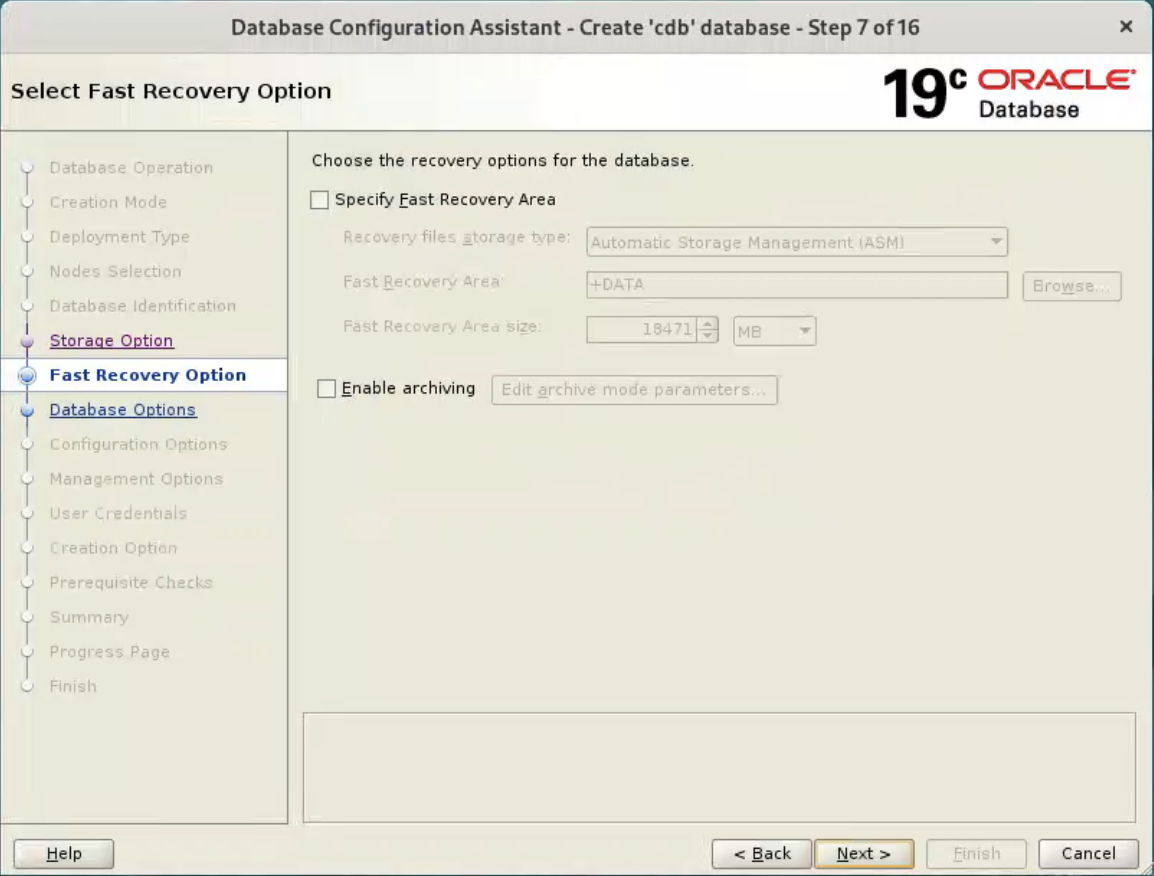 Database Configuration Assistant - Create 'cdb' database - Step 7 of 16
Select Fast Recovery Option
19c ORACLE
Database
Database Operation
Creation Mode
Deployment Type
Nodes Selection
Database Identification
Storage Option
Fast Recovery Option
Database Options
Configuration Options
Management Options
User Credentials
Creation Option
Prerequisite Checks
Summary
Progress Page
Finish
Choose the recovery options for the database.
Specify Fast Recovery Area
Recovery files storage type: Automatic Storage Management (ASM)
Fast Recovery Area: +DATA Browse...
Fast Recovery Area size: 18471 MB
Enable archiving Edit archive mode parameters...
Help < Back Next > Finish Cancel